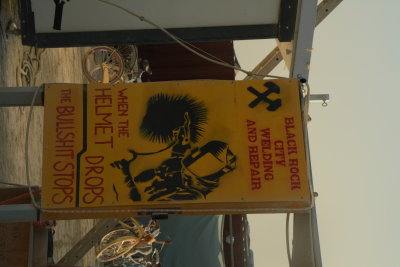 BLACK ROCK
CITY
WELDING
AND REPAIR
WHEN THE
HELMET DROPS
THE BULLSHIT STOPS